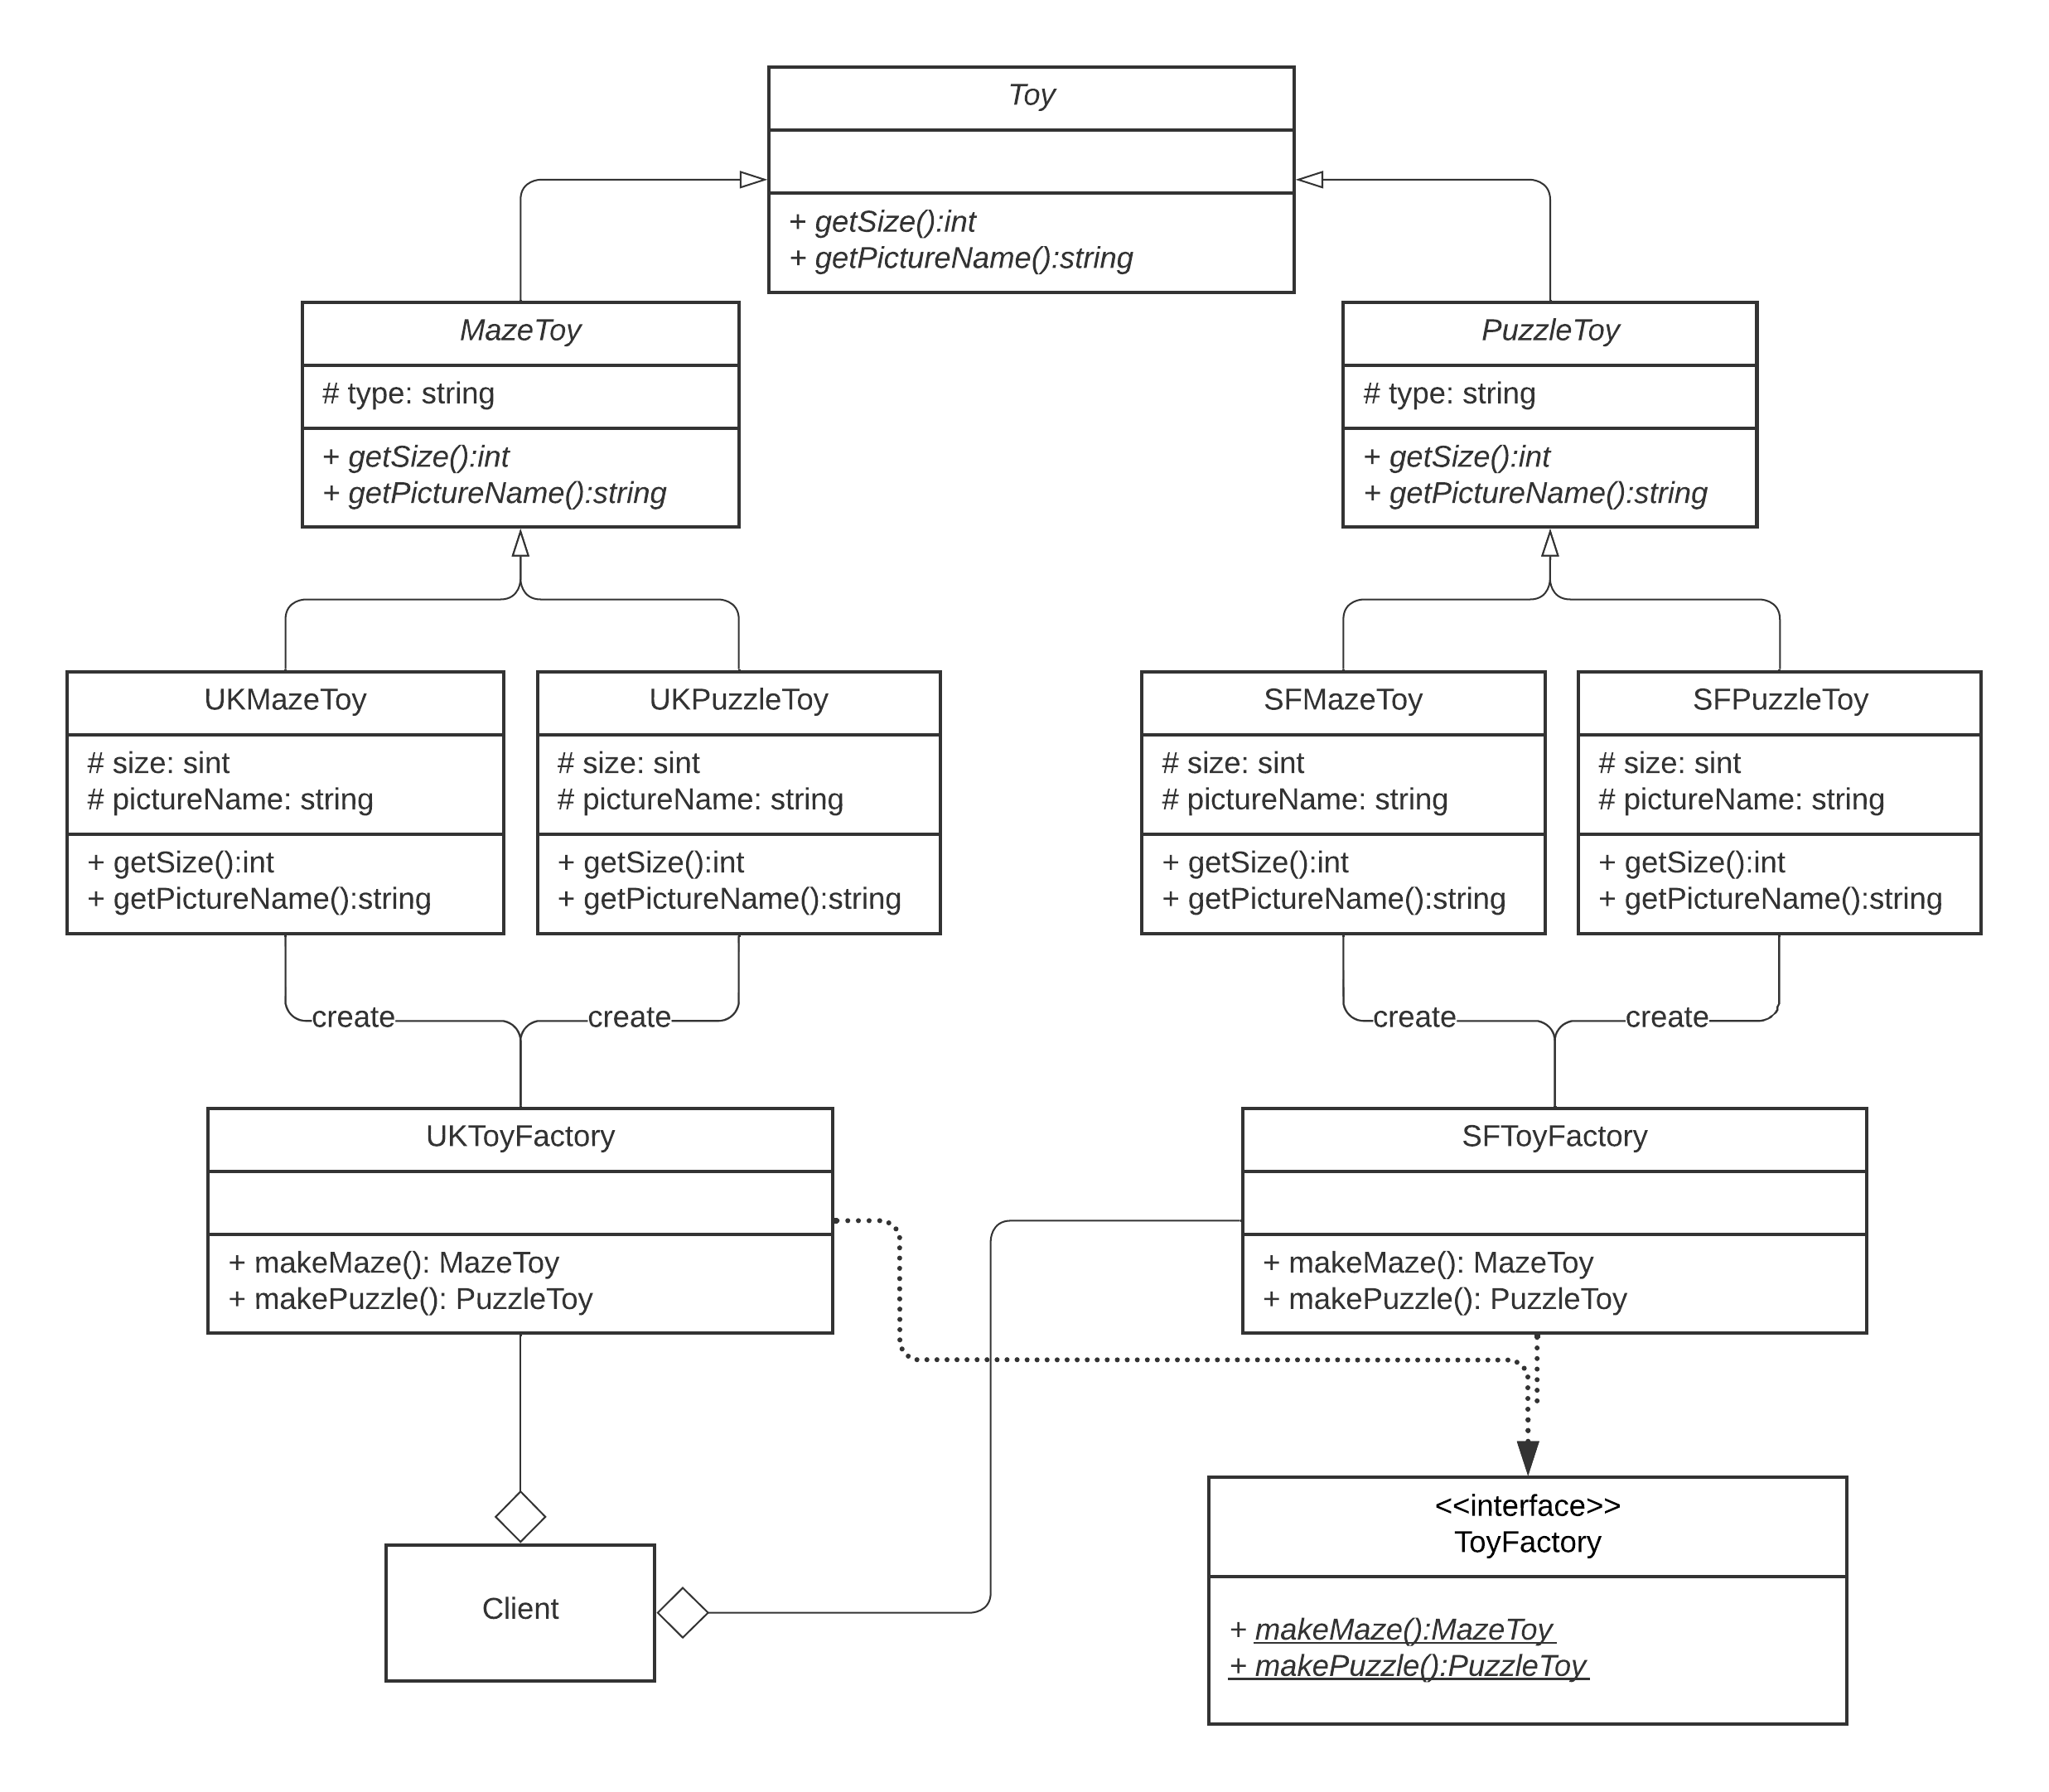 Toy
+ getSize():int
+ getPictureName():string
MazeToy
# type: string
+ getSize():int
+ getPictureName():string
PuzzleToy
# type: string
+ getSize():int
+ getPictureName():string
UKMazeToy
# size: sint
# pictureName: string
+ getSize():int
+ getPictureName():string
UKPuzzleToy
# size: sint
# pictureName: string
+ getSize():int
+ getPictureName():string
SFMazeToy
# size: sint
# pictureName: string
+ getSize():int
+ getPictureName():string
SFPuzzleToy
# size: sint
# pictureName: string
+ getSize():int
+ getPictureName():string
create
create
create
create
UKToyFactory
+ makeMaze(): MazeToy
+ makePuzzle(): PuzzleToy
SFToyFactory
+ makeMaze(): MazeToy
+ makePuzzle(): PuzzleToy
Client
<<interface>>
ToyFactory
+ makeMaze():MazeToy
+ makePuzzle():PuzzleToy